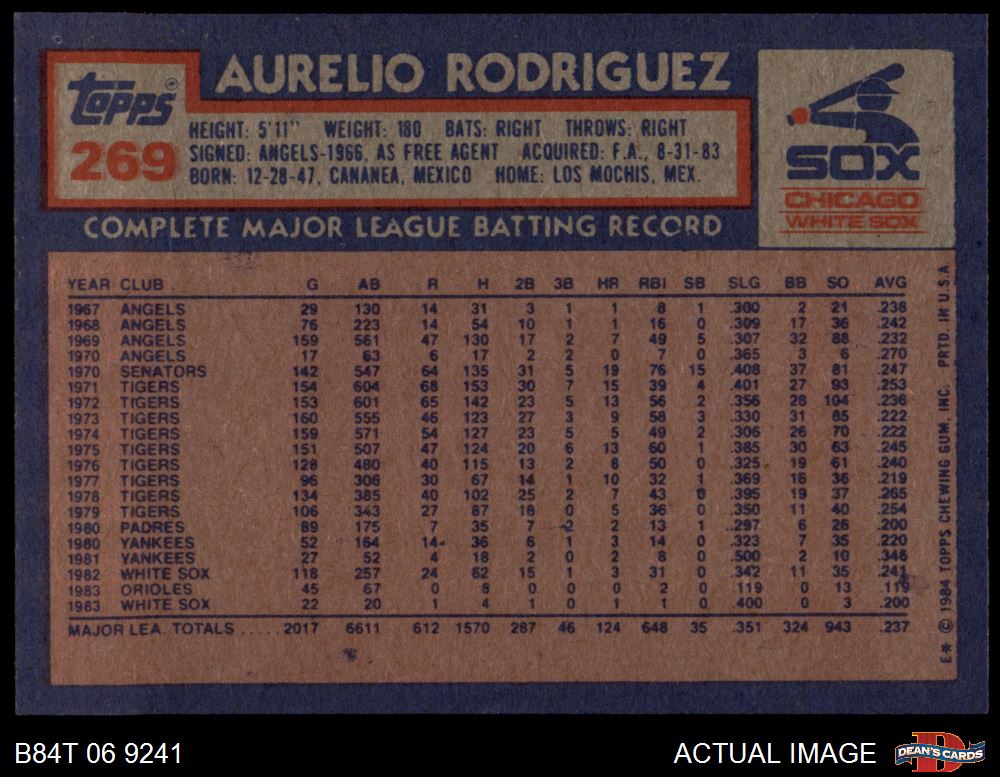 AURELIO RODRIGUEZ
Topps
269
HEIGHT: 5'11" WEIGHT: 180 BATS: RIGHT THROWS: RIGHT
SIGNED: ANGELS-1966, AS FREE AGENT ACQUIRED: F.A., 8-31-83
BORN: 12-28-47, CANANEA, MEXICO HOME: LOS MOCHIS, MEX.
SOX
CHICAGO
WHITE SOX
COMPLETE MAJOR LEAGUE BATTING RECORD
YEAR CLUB G AB R H 2B 3B HR RBI SB SLG BB SO AVG
1967 ANGELS 29 130 14 31 3 1 1 8 1 .300 2 21 .238
1968 ANGELS 76 223 14 54 10 1 1 16 0 .309 17 36 .242
1969 ANGELS 159 561 47 130 17 2 7 49 5 .307 32 88 .232
1970 ANGELS 17 63 6 17 2 2 0 7 0 .365 3 6 .270
1970 SENATORS 142 547 64 135 31 5 19 76 15 .408 37 81 .247
1971 TIGERS 154 604 68 153 30 7 15 39 4 .401 27 93 .253
1972 TIGERS 153 601 65 142 23 5 13 56 2 .356 28 104 .236
1973 TIGERS 160 555 46 123 27 3 9 58 3 .330 31 85 .222
1974 TIGERS 159 571 54 127 23 5 5 49 2 .306 26 70 .222
1975 TIGERS 151 507 47 124 20 6 13 60 1 .385 30 63 .245
1976 TIGERS 128 480 40 115 13 2 8 50 0 .325 19 61 .240
1977 TIGERS 96 306 30 67 14 1 10 32 1 .369 16 36 .219
1978 TIGERS 134 385 40 102 25 2 7 43 0 .395 19 37 .265
1979 TIGERS 106 343 27 87 18 0 5 36 0 .350 11 40 .254
1980 PADRES 89 175 7 35 7 2 2 13 1 .297 6 26 .200
1980 YANKEES 52 164 14 36 6 1 3 14 0 .323 7 35 .220
1981 YANKEES 27 52 4 18 2 0 2 8 0 .500 2 10 .346
1982 WHITE SOX 118 257 24 62 15 1 3 31 0 .342 11 35 .241
1983 ORIOLES 45 67 0 8 0 0 0 2 0 .119 0 13 .119
1983 WHITE SOX 22 20 1 4 1 0 1 1 0 .400 0 3 .200
MAJOR LEA. TOTALS ..... 2017 6611 612 1570 287 46 124 648 35 .351 324 943 .237
E* © 1984 TOPPS CHEWING GUM, INC. PRTD. IN U.S.A
B84T 06 9241
ACTUAL IMAGE
D
DEAN'S CARDS